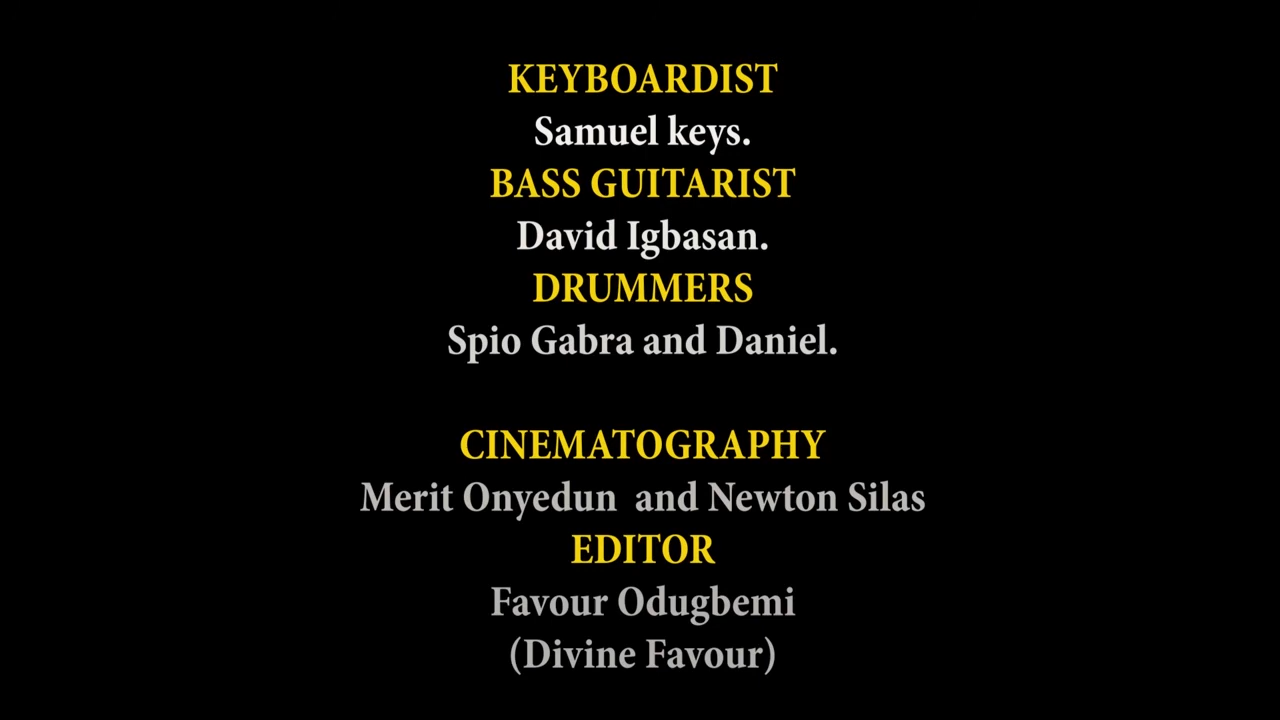 KEYBOARDIST
Samuel keys.
BASS GUITARIST
David Igbasan.
DRUMMERS
Spio Gabra and Daniel.
CINEMATOGRAPHY
Merit Onyedun  and Newton Silas
EDITOR
Favour Odugbemi
(Divine Favour)